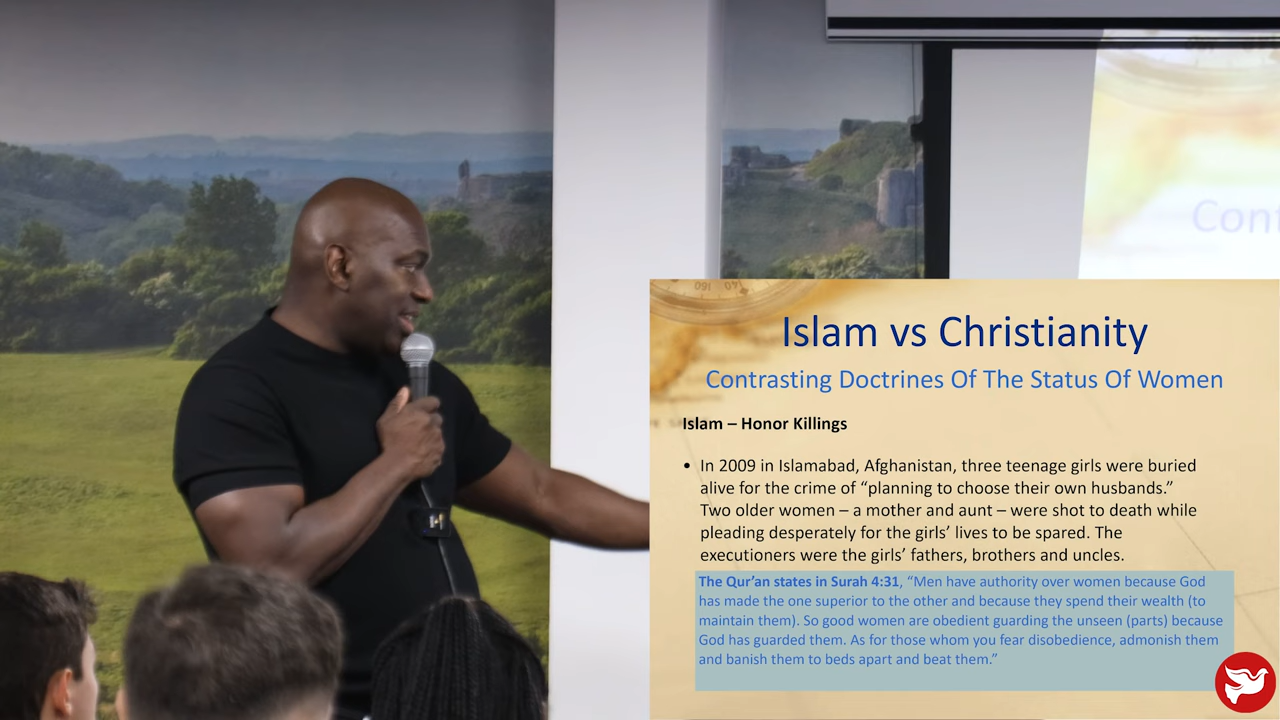 Cont
Islam vs Christianity
Contrasting Doctrines Of The Status Of Women
Islam – Honor Killings
• In 2009 in Islamabad, Afghanistan, three teenage girls were buried
alive for the crime of “planning to choose their own husbands.”
Two older women – a mother and aunt – were shot to death while
pleading desperately for the girls’ lives to be spared. The
executioners were the girls’ fathers, brothers and uncles.
The Qur’an states in Surah 4:31, “Men have authority over women because God
has made the one superior to the other and because they spend their wealth (to
maintain them). So good women are obedient guarding the unseen (parts) because
God has guarded them. As for those whom you fear disobedience, admonish them
and banish them to beds apart and beat them.”